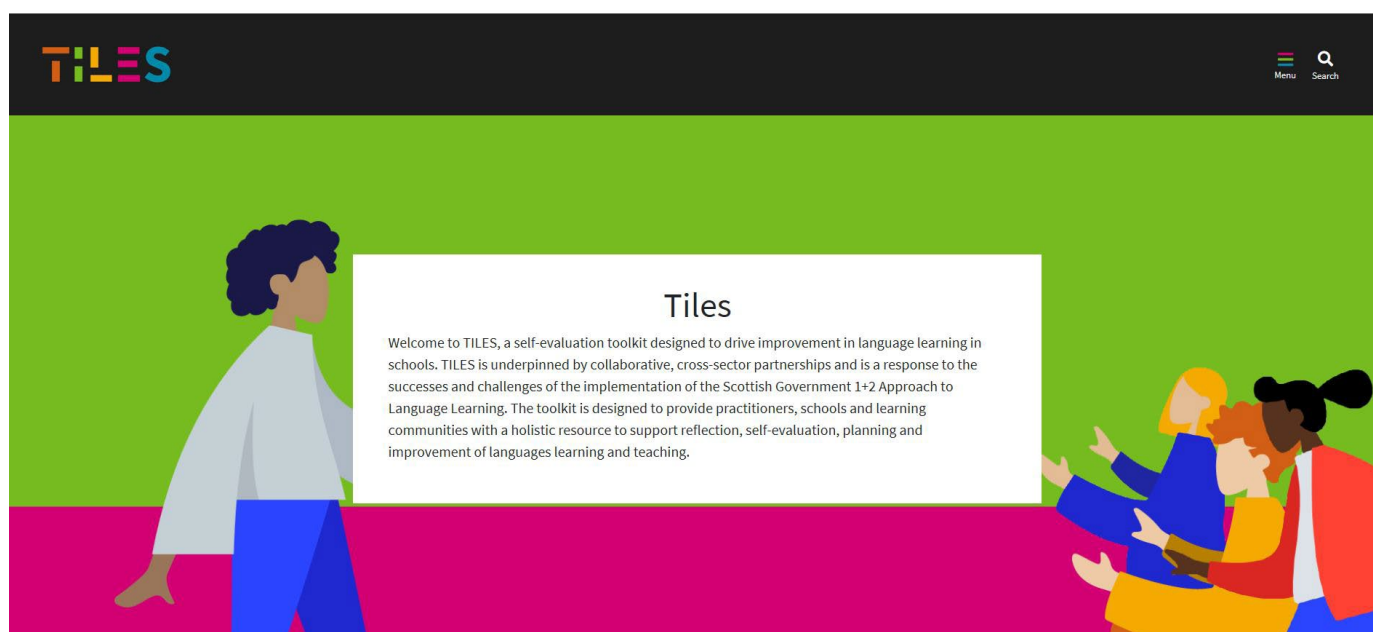 TILES
Menu Search
Tiles
Welcome to TILES, a self-evaluation toolkit designed to drive improvement in language learning in
schools. TILES is underpinned by collaborative, cross-sector partnerships and is a response to the
successes and challenges of the implementation of the Scottish Government 1+2 Approach to
Language Learning. The toolkit is designed to provide practitioners, schools and learning
communities with a holistic resource to support reflection, self-evaluation, planning and
improvement of languages learning and teaching.